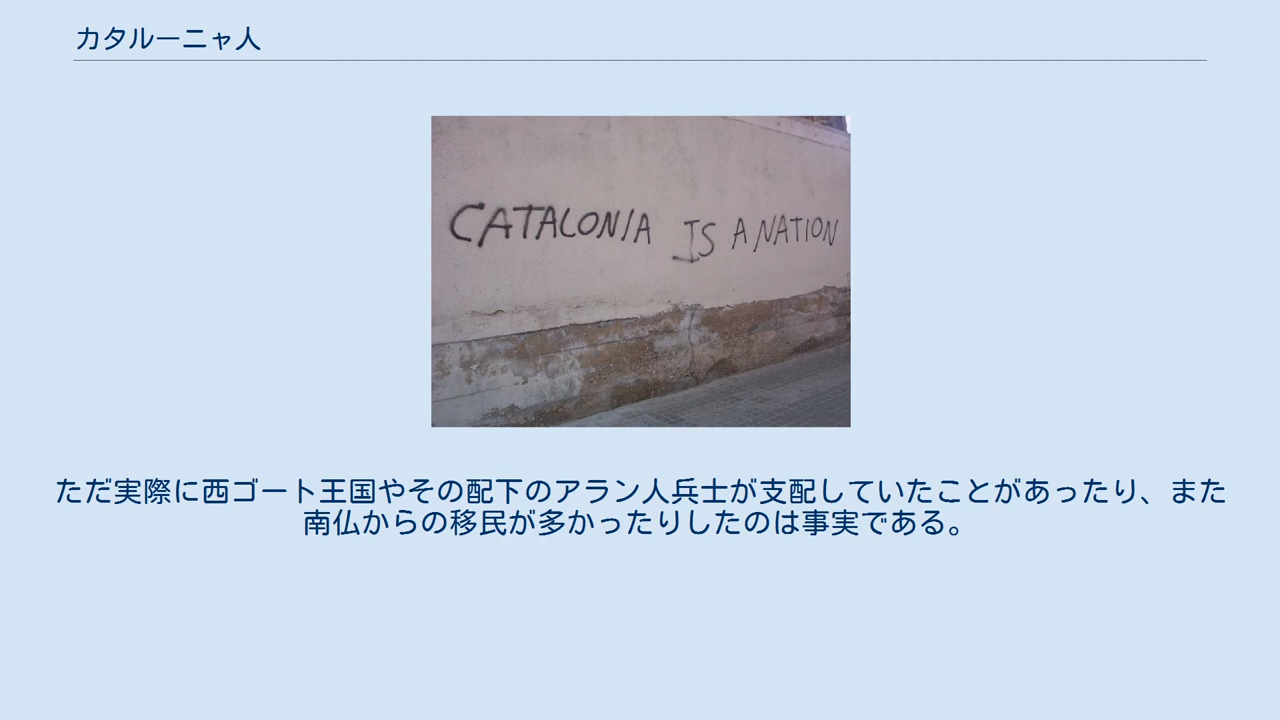 カタルーニャ人
CATALONIA IS A NATION
ただ実際に西ゴート王国やその配下のアラン人兵士が支配していたことがあったり、また
南仏からの移民が多かったりしたのは事実である。